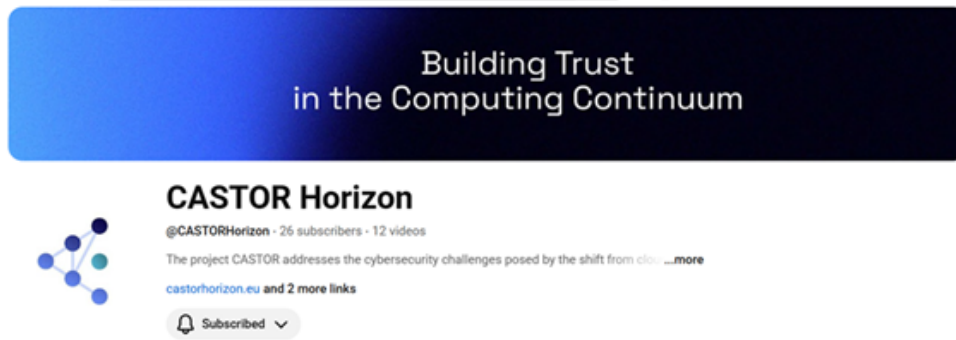 Building Trust
in the Computing Continuum
CASTOR Horizon
@CASTORHorizon · 26 subscribers · 12 videos
The project CASTOR addresses the cybersecurity challenges posed by the shift from ...more
castorhorizon.eu and 2 more links
Subscribed